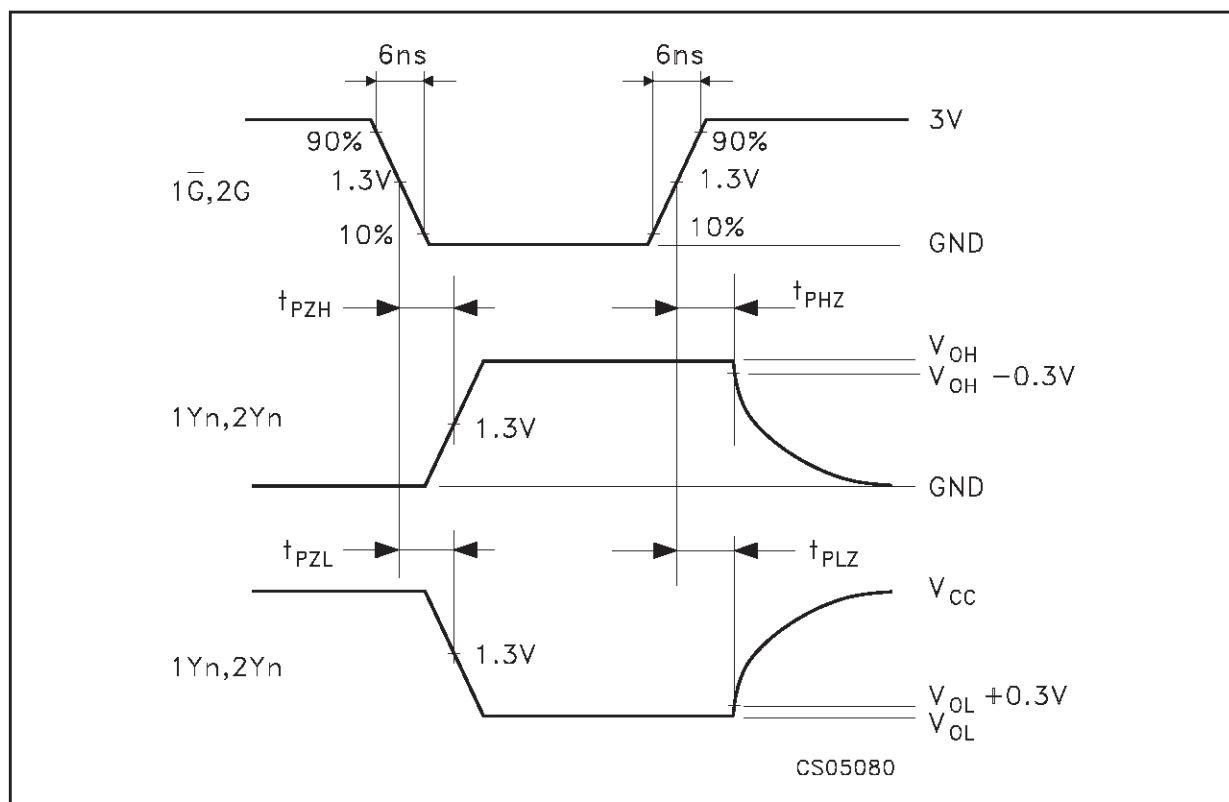 6ns 6ns
3V
90% 90%
1G̅,2G 1.3V 1.3V
10% 10%
GND
tPZH tPHZ
VOH
VOH −0.3V
1Yn,2Yn 1.3V
GND
tPZL tPLZ
VCC
1Yn,2Yn 1.3V
VOL +0.3V
VOL
CS05080